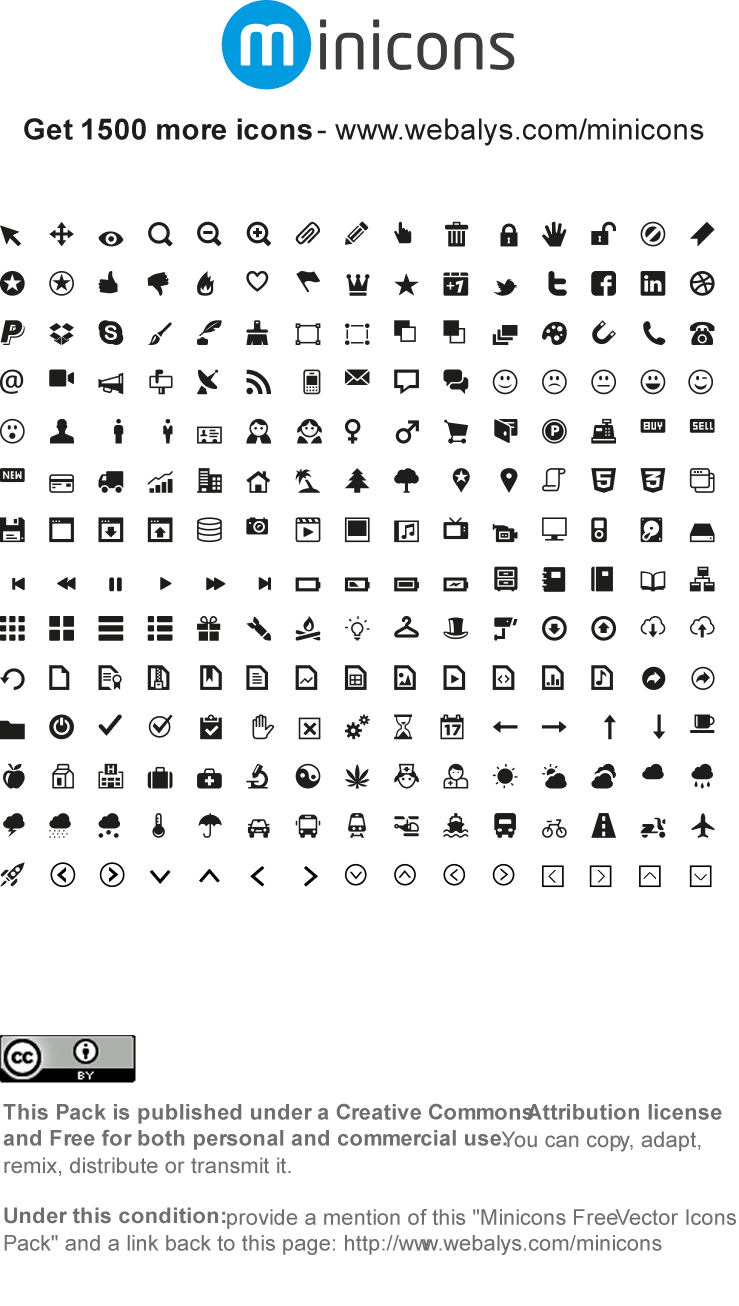 minicons
Get 1500 more icons - www.webalys.com/minicons
+1
P
@
P
BUY
SELL
NEW
17
H
CC
BY
This Pack is published under a Creative Commons Attribution license
and Free for both personal and commercial use. You can copy, adapt,
remix, distribute or transmit it.
Under this condition: provide a mention of this "Minicons Free Vector Icons
Pack" and a link back to this page: http://www.webalys.com/minicons